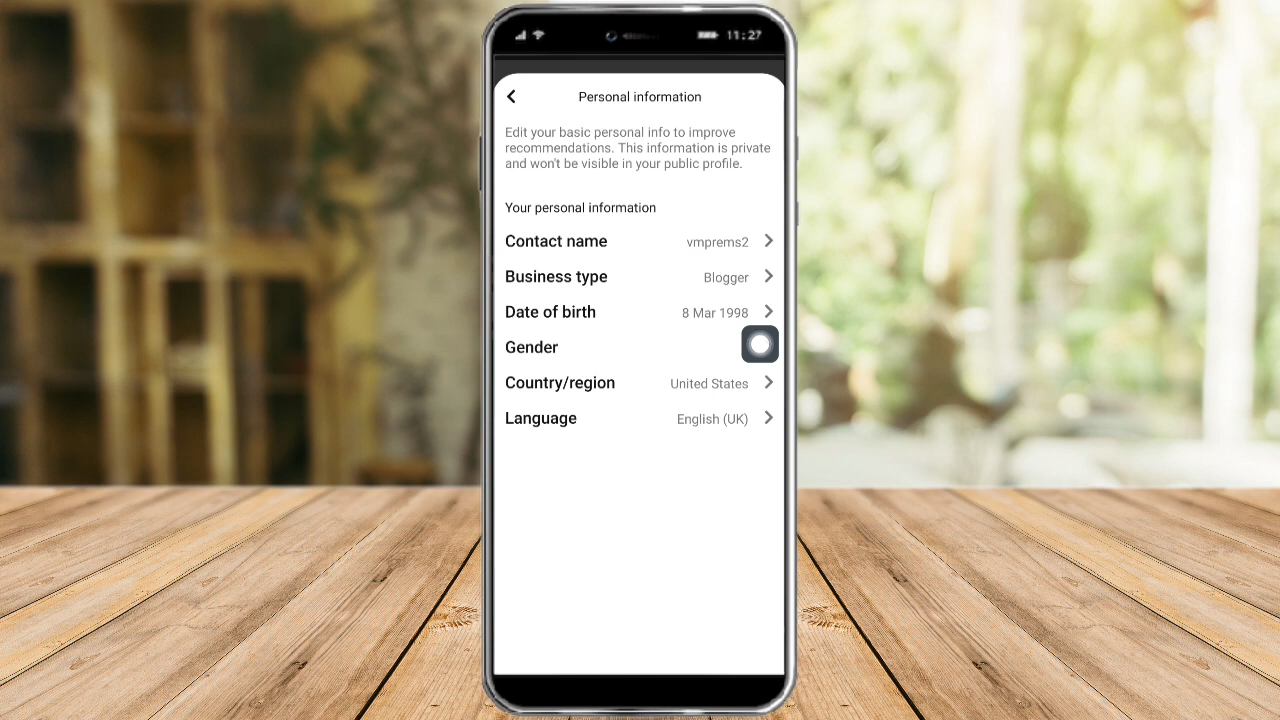 11:27
Personal information
Edit your basic personal info to improve
recommendations. This information is private
and won't be visible in your public profile.
Your personal information
Contact name vmprems2
Business type Blogger
Date of birth 8 Mar 1998
Gender
Country/region United States
Language English (UK)